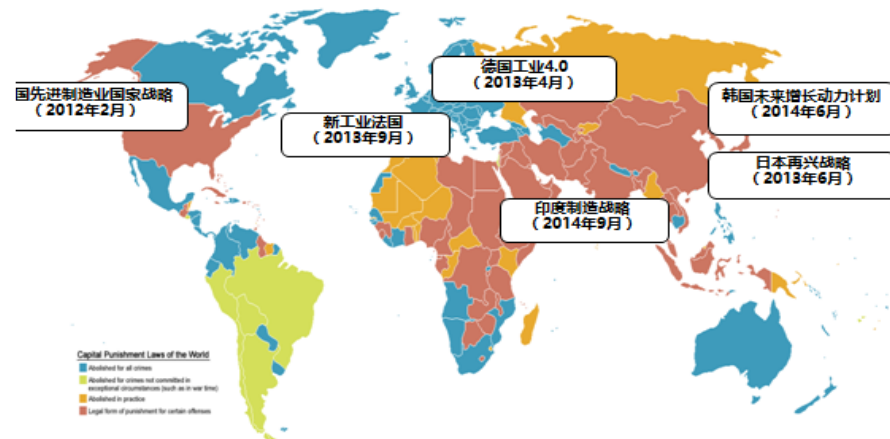 国先进制造业国家战略
（2012年2月）
德国工业4.0
（2013年4月）
新工业法国
（2013年9月）
韩国未来增长动力计划
（2014年6月）
日本再兴战略
（2013年6月）
印度制造战略
（2014年9月）
Capital Punishment Laws of the World
Abolished for all crimes
Abolished for crimes not committed in
exceptional circumstances (such as in war time)
Abolished in practice
Legal form of punishment for certain offenses